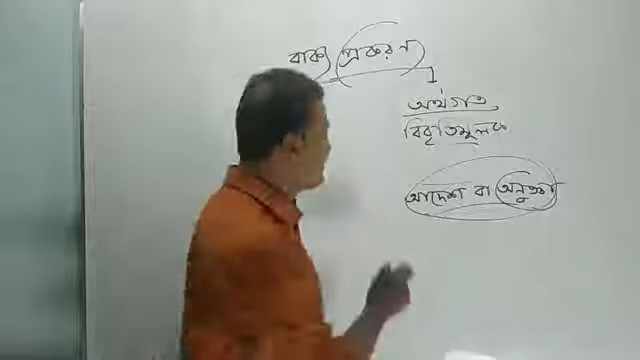 বাক্য প্রকরণ
অর্থগত
বিবৃতিমূলক
আদেশ বা অনুজ্ঞা